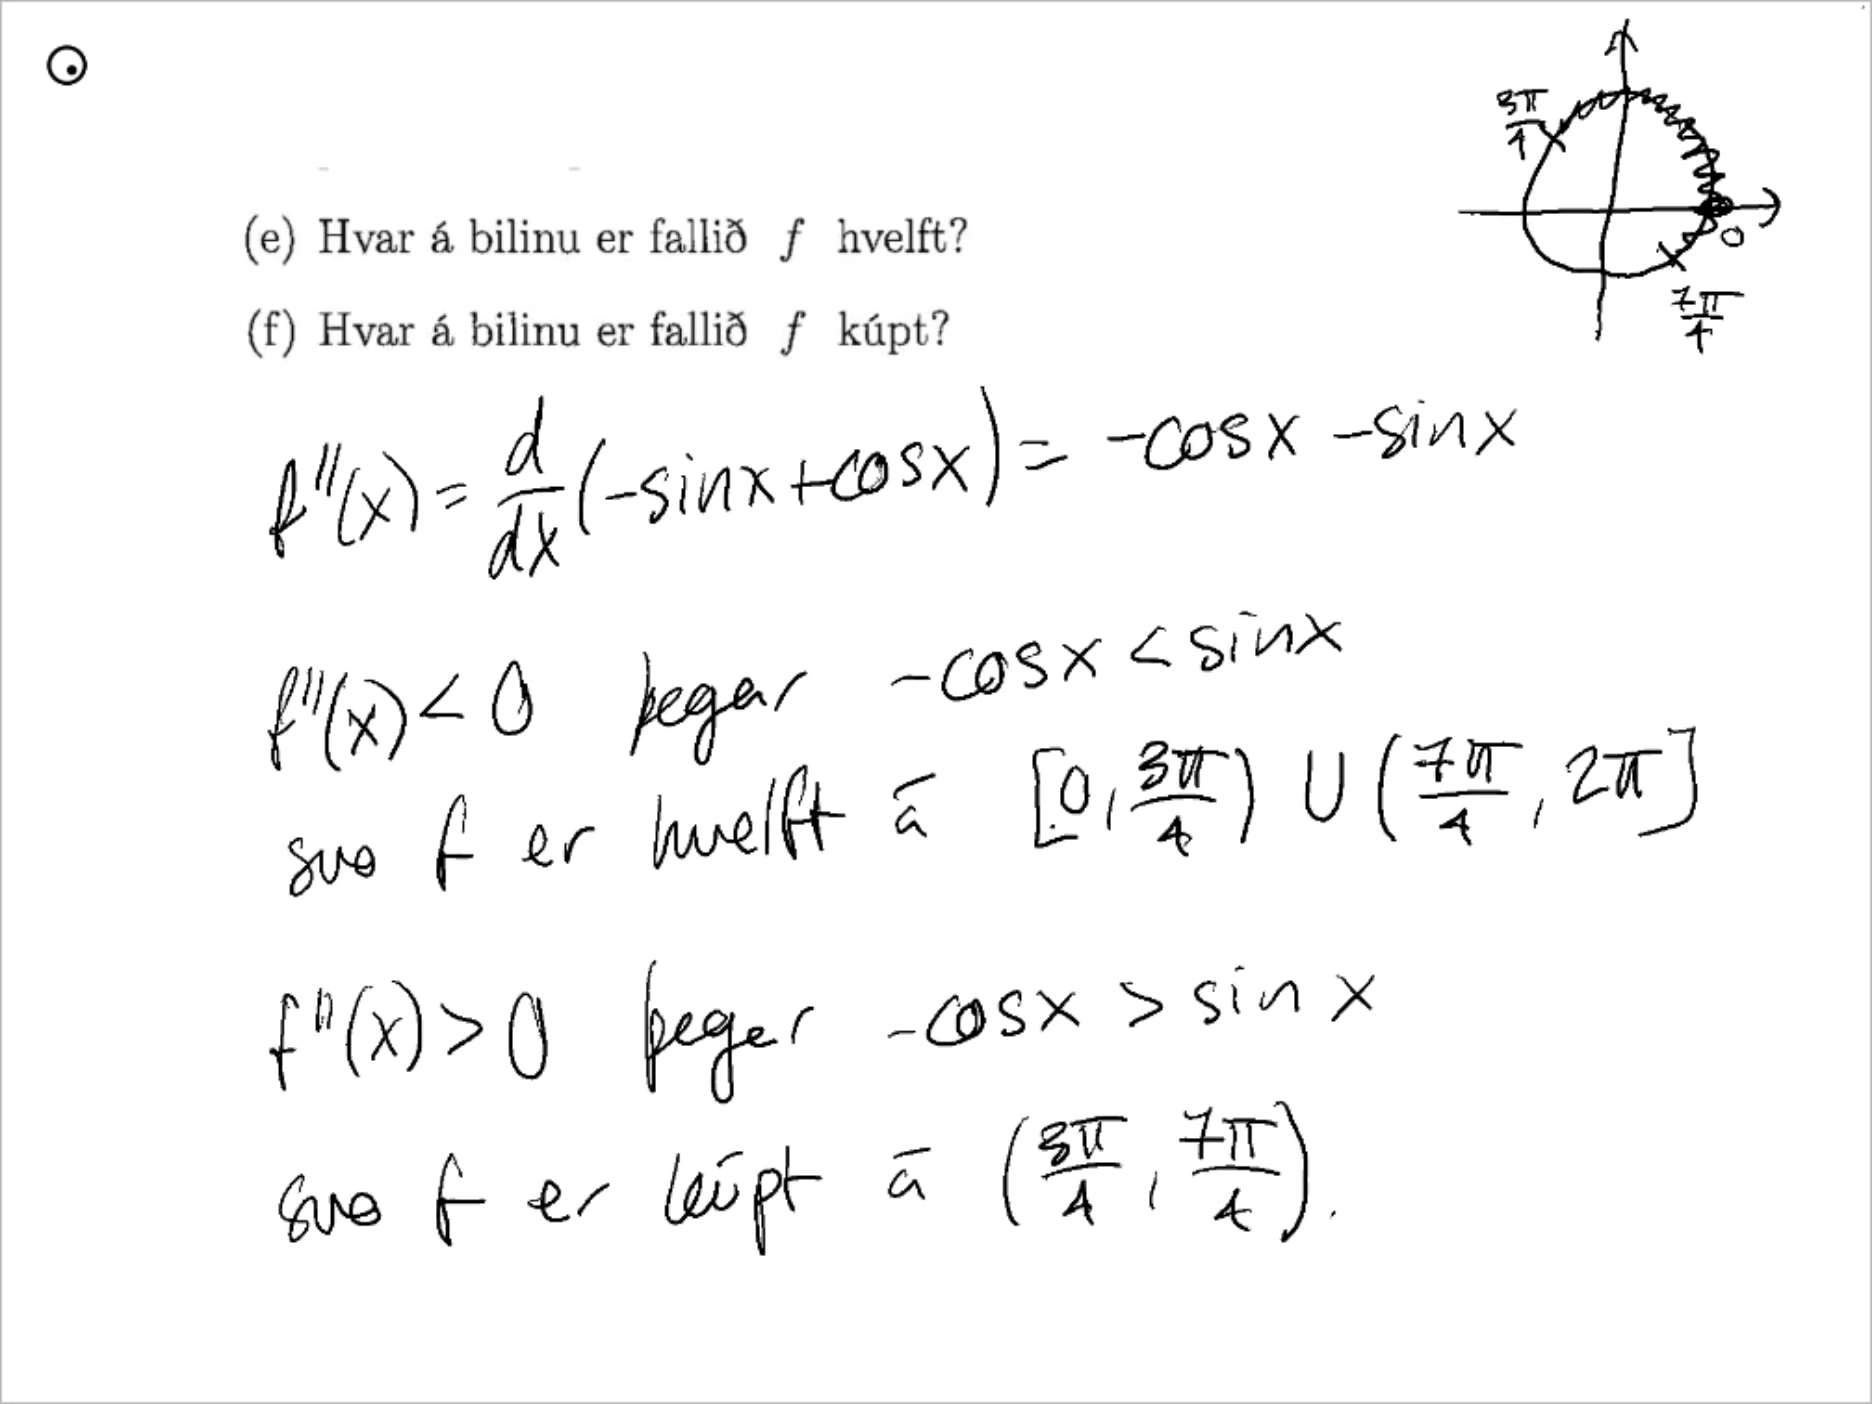 3π/4
0
7π/4
(e) Hvar á bilinu er fallið f hvelft?
(f) Hvar á bilinu er fallið f kúpt?
f''(x) = d/dx (-sinx+cosx) = -cosx -sinx
f''(x) < 0 þegar -cosx < sinx
svo f er hvelft á [0, 3π/4) ∪ (7π/4, 2π]
f''(x) > 0 þegar -cosx > sin x
svo f er kúpt á (3π/4, 7π/4).